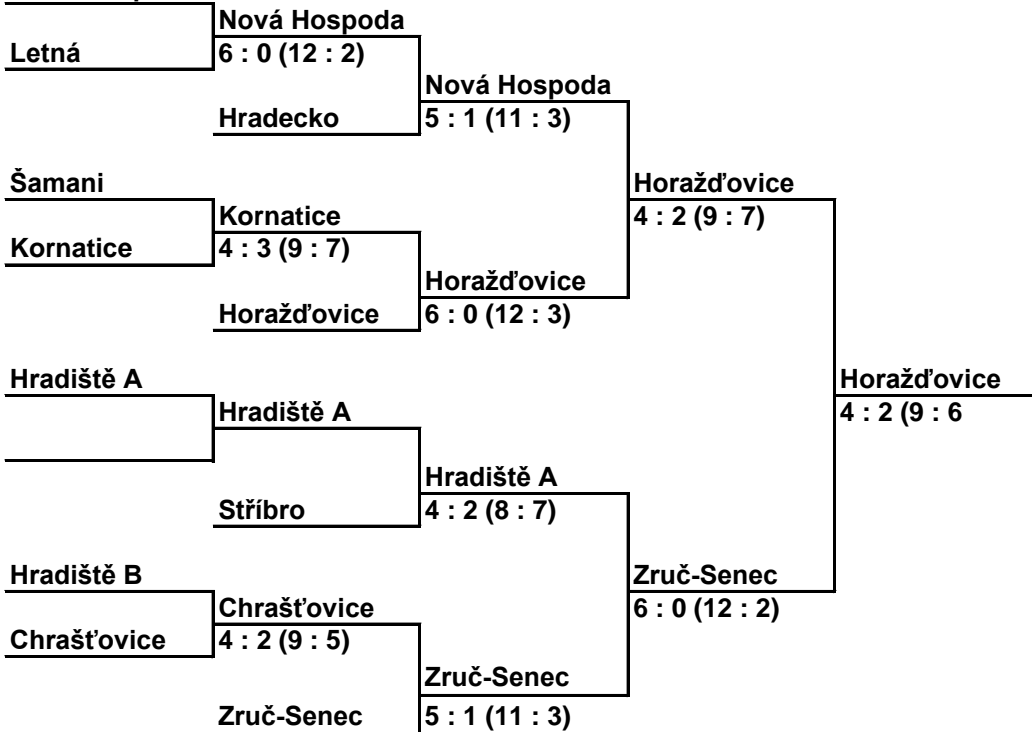 Nová Hospoda
Letná
6 : 0 (12 : 2)
Nová Hospoda
Hradecko
5 : 1 (11 : 3)
Šamani
Horažďovice
Kornatice
4 : 2 (9 : 7)
Kornatice
4 : 3 (9 : 7)
Horažďovice
Horažďovice
6 : 0 (12 : 3)
Hradiště A
Horažďovice
Hradiště A
4 : 2 (9 : 6
Hradiště A
Stříbro
4 : 2 (8 : 7)
Hradiště B
Zruč-Senec
Chrašťovice
6 : 0 (12 : 2)
Chrašťovice
4 : 2 (9 : 5)
Zruč-Senec
Zruč-Senec
5 : 1 (11 : 3)